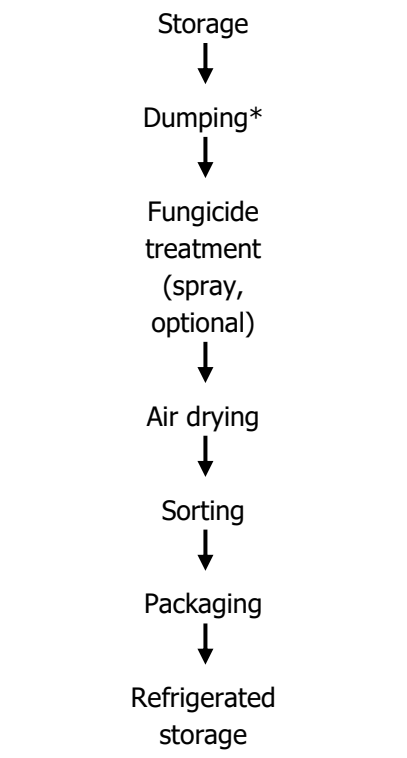 Storage
Dumping*
Fungicide
treatment
(spray,
optional)
Air drying
Sorting
Packaging
Refrigerated
storage